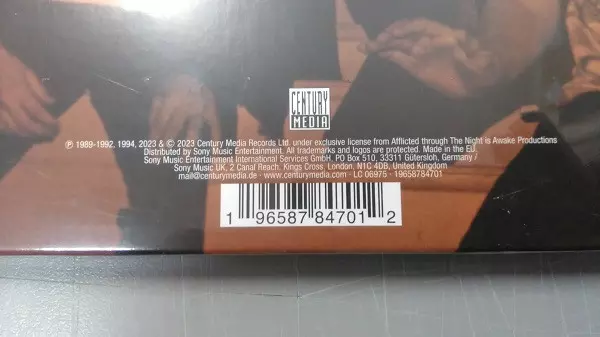 CENTURY
MEDIA
℗ 1989-1992, 1994, 2023 & © 2023 Century Media Records Ltd. under exclusive license from Afflicted through The Night is Awake Productions
Distributed by Sony Music Entertainment. All trademarks and logos are protected. Made in the EU.
Sony Music Entertainment International Services GmbH, PO Box 510, 33311 Gütersloh, Germany /
Sony Music UK, 2 Canal Reach, Kings Cross, London, N1C 4DB, United Kingdom
mail@centurymedia.de · www.centurymedia.com · LC 06975 · 19658784701
1 96587 84701 2